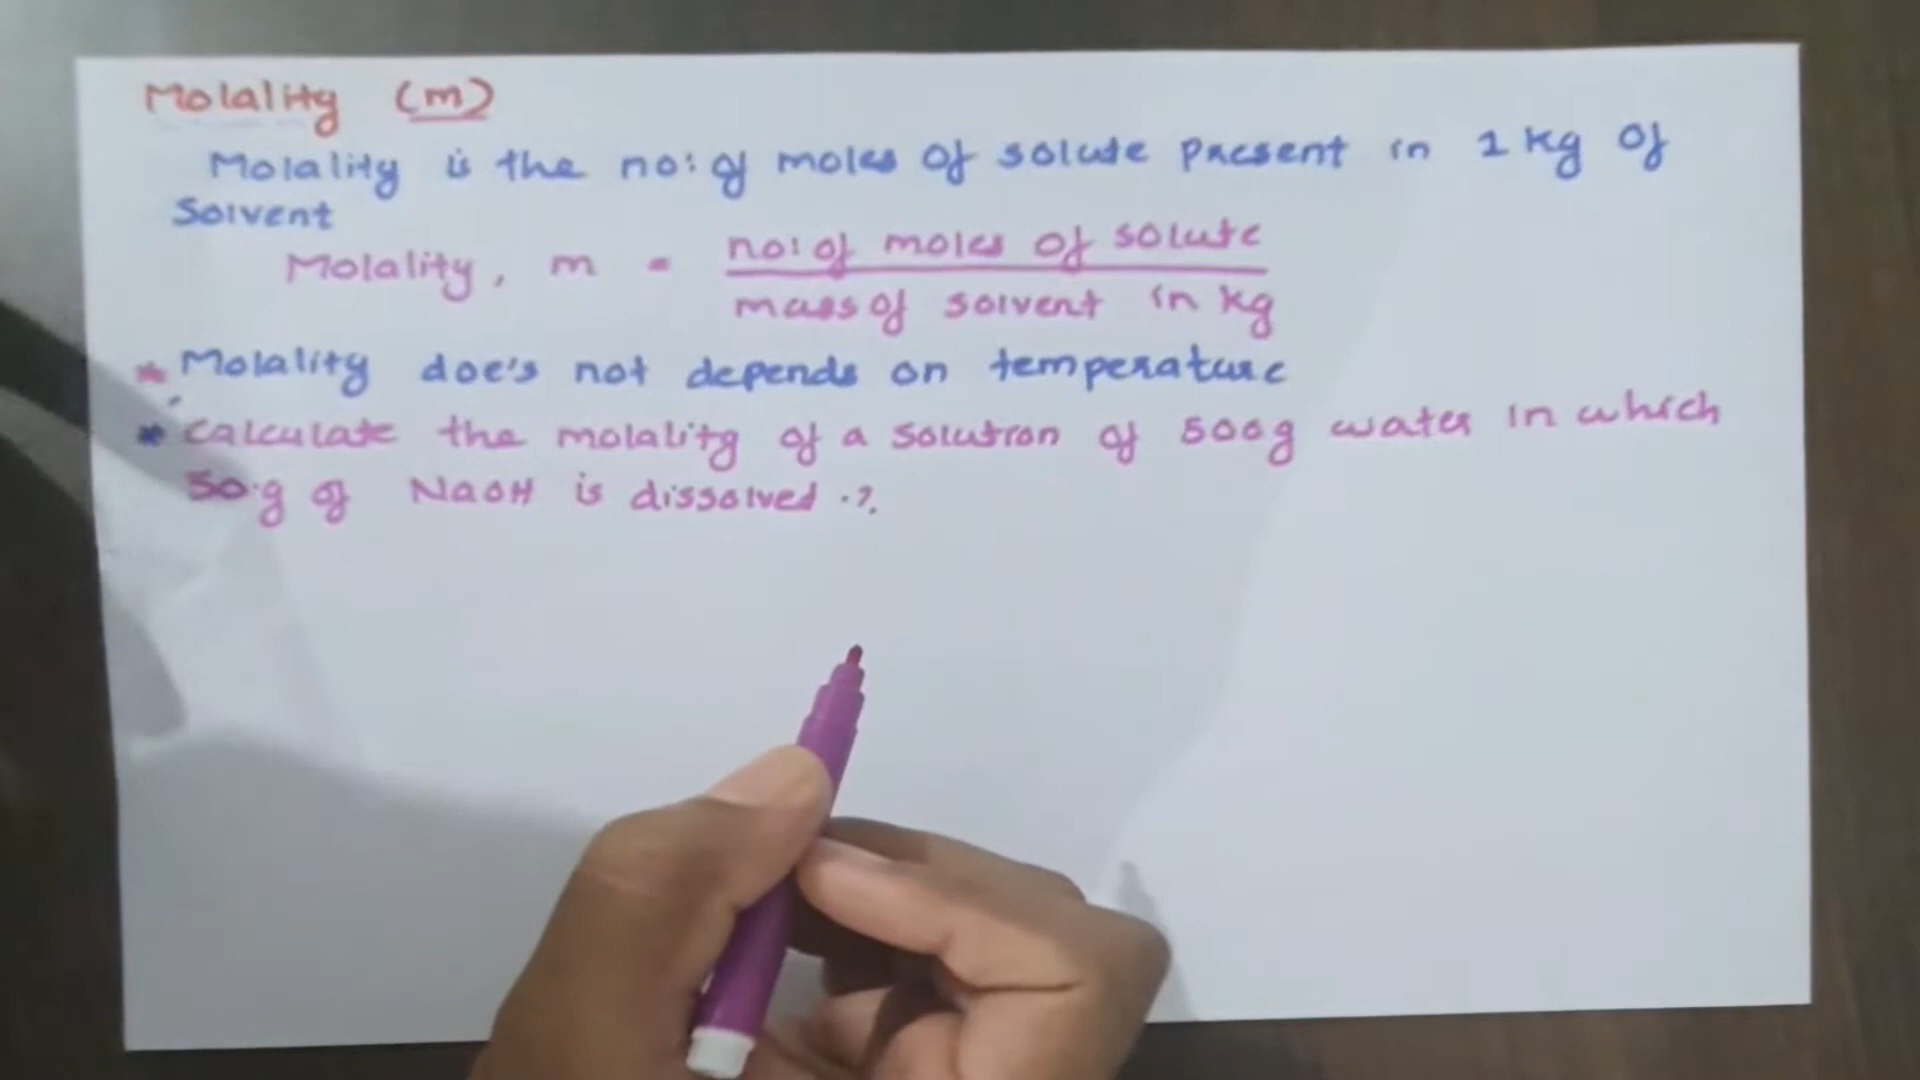 Molality (m)
Molality is the no: of moles of solute present in 1 kg of
Solvent
Molality, m = no: of moles of solute
mass of solvent in kg
* Molality doe's not depends on temperature
* Calculate the molality of a solution of 500g water in which
50.g of NaOH is dissolved .?.